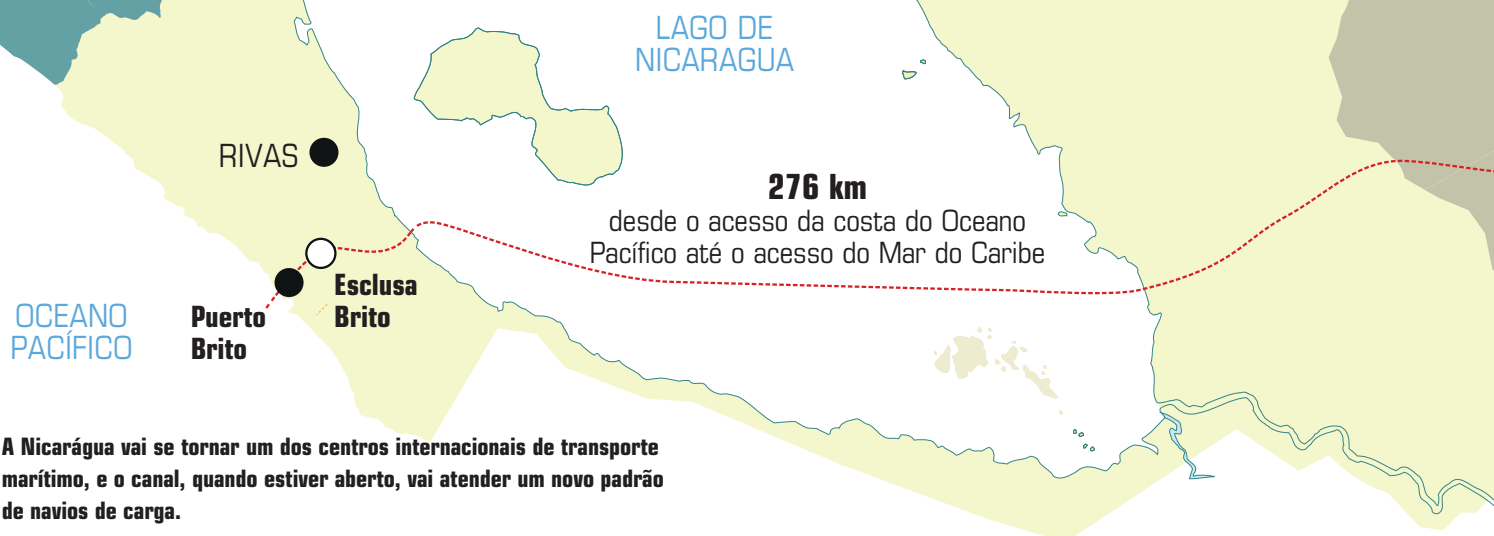 LAGO DE
NICARAGUA
RIVAS
276 km
desde o acesso da costa do Oceano
Pacífico até o acesso do Mar do Caribe
Esclusa
Brito
Puerto
Brito
OCEANO
PACÍFICO
A Nicarágua vai se tornar um dos centros internacionais de transporte
marítimo, e o canal, quando estiver aberto, vai atender um novo padrão
de navios de carga.